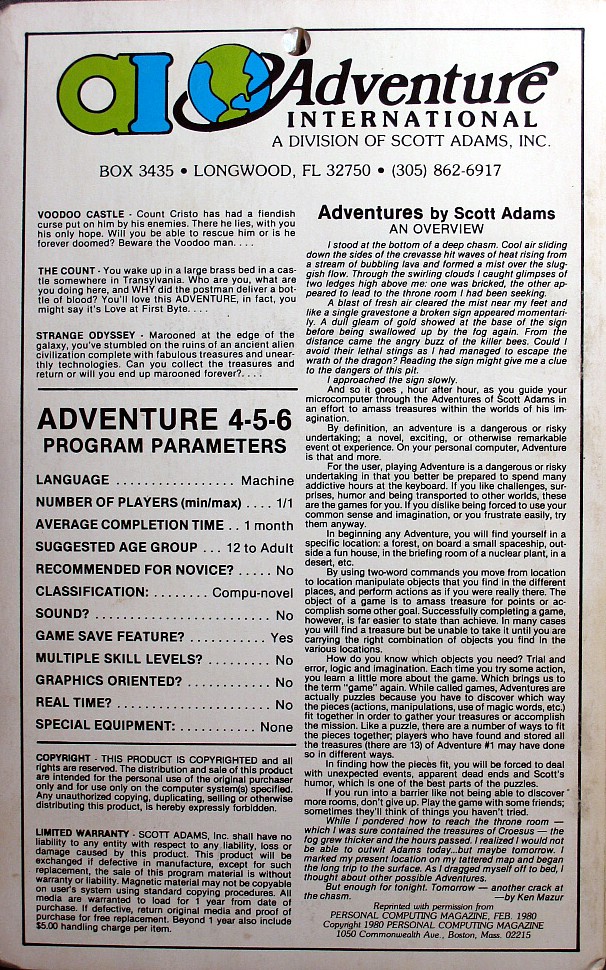 ai Adventure
INTERNATIONAL
A DIVISION OF SCOTT ADAMS, INC.
BOX 3435 • LONGWOOD, FL 32750 • (305) 862-6917
VOODOO CASTLE - Count Cristo has had a fiendish
curse put on him by his enemies. There he lies, with you
his only hope. Will you be able to rescue him or is he
forever doomed? Beware the Voodoo man. . . .
THE COUNT - You wake up in a large brass bed in a cas-
tle somewhere in Transylvania. Who are you, what are
you doing here, and WHY did the postman deliver a bot-
tle of blood? You'll love this ADVENTURE, in fact, you
might say it's Love at First Byte. . . .
STRANGE ODYSSEY - Marooned at the edge of the
galaxy, you've stumbled on the ruins of an ancient alien
civilization complete with fabulous treasures and unear-
thly technologies. Can you collect the treasures and
return or will you end up marooned forever?. . . .
ADVENTURE 4-5-6
PROGRAM PARAMETERS
LANGUAGE . . . . . . . . . . . . . . . Machine
NUMBER OF PLAYERS (min/max) . . . . 1/1
AVERAGE COMPLETION TIME . . 1 month
SUGGESTED AGE GROUP . . . 12 to Adult
RECOMMENDED FOR NOVICE? . . . . . No
CLASSIFICATION: . . . . . . . . Compu-novel
SOUND? . . . . . . . . . . . . . . . . . . . . . . No
GAME SAVE FEATURE? . . . . . . . . . . Yes
MULTIPLE SKILL LEVELS? . . . . . . . . . No
GRAPHICS ORIENTED? . . . . . . . . . . . No
REAL TIME? . . . . . . . . . . . . . . . . . . . No
SPECIAL EQUIPMENT: . . . . . . . . . . . None
COPYRIGHT - THIS PRODUCT IS COPYRIGHTED and all
rights are reserved. The distribution and sale of this product
are intended for the personal use of the original purchaser
only and for use only on the computer system(s) specified.
Any unauthorized copying, duplicating, selling or otherwise
distributing this product, is hereby expressly forbidden.
LIMITED WARRANTY - SCOTT ADAMS, Inc. shall have no
liability to any entity with respect to any liability, loss or
damage caused by this product. This product will be
exchanged if defective in manufacture, except for such
replacement, the sale of this program material is without
warranty or liability. Magnetic material may not be copyable
on user's system using standard copying procedures. All
media are warranted to load for 1 year from date of
purchase. If defective, return original media and proof of
purchase for free replacement. Beyond 1 year also include
$5.00 handling charge per item.
Adventures by Scott Adams
AN OVERVIEW
I stood at the bottom of a deep chasm. Cool air sliding
down the sides of the crevasse hit waves of heat rising from
a stream of bubbling lava and formed a mist over the slug-
gish flow. Through the swirling clouds I caught glimpses of
two ledges high above me: one was bricked, the other ap-
peared to lead to the throne room I had been seeking.
A blast of fresh air cleared the mist near my feet and
like a single gravestone a broken sign appeared momentari-
ly. A dull gleam of gold showed at the base of the sign
before being swallowed up by the fog again. From the
distance came the angry buzz of the killer bees. Could I
avoid their lethal stings as I had managed to escape the
wrath of the dragon? Reading the sign might give me a clue
to the dangers of this pit.
I approached the sign slowly.
And so it goes , hour after hour, as you guide your
microcomputer through the Adventures of Scott Adams in
an effort to amass treasures within the worlds of his im-
agination.
By definition, an adventure is a dangerous or risky
undertaking; a novel, exciting, or otherwise remarkable
event ot experience. On your personal computer, Adventure
is that and more.
For the user, playing Adventure is a dangerous or risky
undertaking in that you better be prepared to spend many
addictive hours at the keyboard. If you like challenges, sur-
prises, humor and being transported to other worlds, these
are the games for you. If you dislike being forced to use your
common sense and imagination, or you frustrate easily, try
them anyway.
In beginning any Adventure, you will find yourself in a
specific location: a forest, on board a small spaceship, out-
side a fun house, in the briefing room of a nuclear plant, in a
desert, etc.
By using two-word commands you move from location
to location manipulate objects that you find in the different
places, and perform actions as if you were really there. The
object of a game is to amass treasure for points or ac-
complish some other goal. Successfully completing a game,
however, is far easier to state than achieve. In many cases
you will find a treasure but be unable to take it until you are
carrying the right combination of objects you find in the
various locations.
How do you know which objects you need? Trial and
error, logic and imagination. Each time you try some action,
you learn a little more about the game. Which brings us to
the term "game" again. While called games, Adventures are
actually puzzles because you have to discover which way
the pieces (actions, manipulations, use of magic words, etc.)
fit together in order to gather your treasures or accomplish
the mission. Like a puzzle, there are a number of ways to fit
the pieces together; players who have found and stored all
the treasures (there are 13) of Adventure #1 may have done
so in different ways.
In finding how the pieces fit, you will be forced to deal
with unexpected events, apparent dead ends and Scott's
humor, which is one of the best parts of the puzzles.
If you run into a barrier like not being able to discover
more rooms, don't give up. Play the game with some friends;
sometimes they'll think of things you haven't tried.
While I pondered how to reach the throne room —
which I was sure contained the treasures of Croesus — the
fog grew thicker and the hours passed. I realized I would not
be able to outwit Adams today...but maybe tomorrow. I
marked my present location on my tattered map and began
the long trip to the surface. As I dragged myself off to bed, I
thought about other possible Adventures.
But enough for tonight. Tomorrow — another crack at
the chasm. —by Ken Mazur
Reprinted with permission from
PERSONAL COMPUTING MAGAZINE, FEB. 1980
Copyright 1980 PERSONAL COMPUTING MAGAZINE
1050 Commonwealth Ave., Boston, Mass. 02215